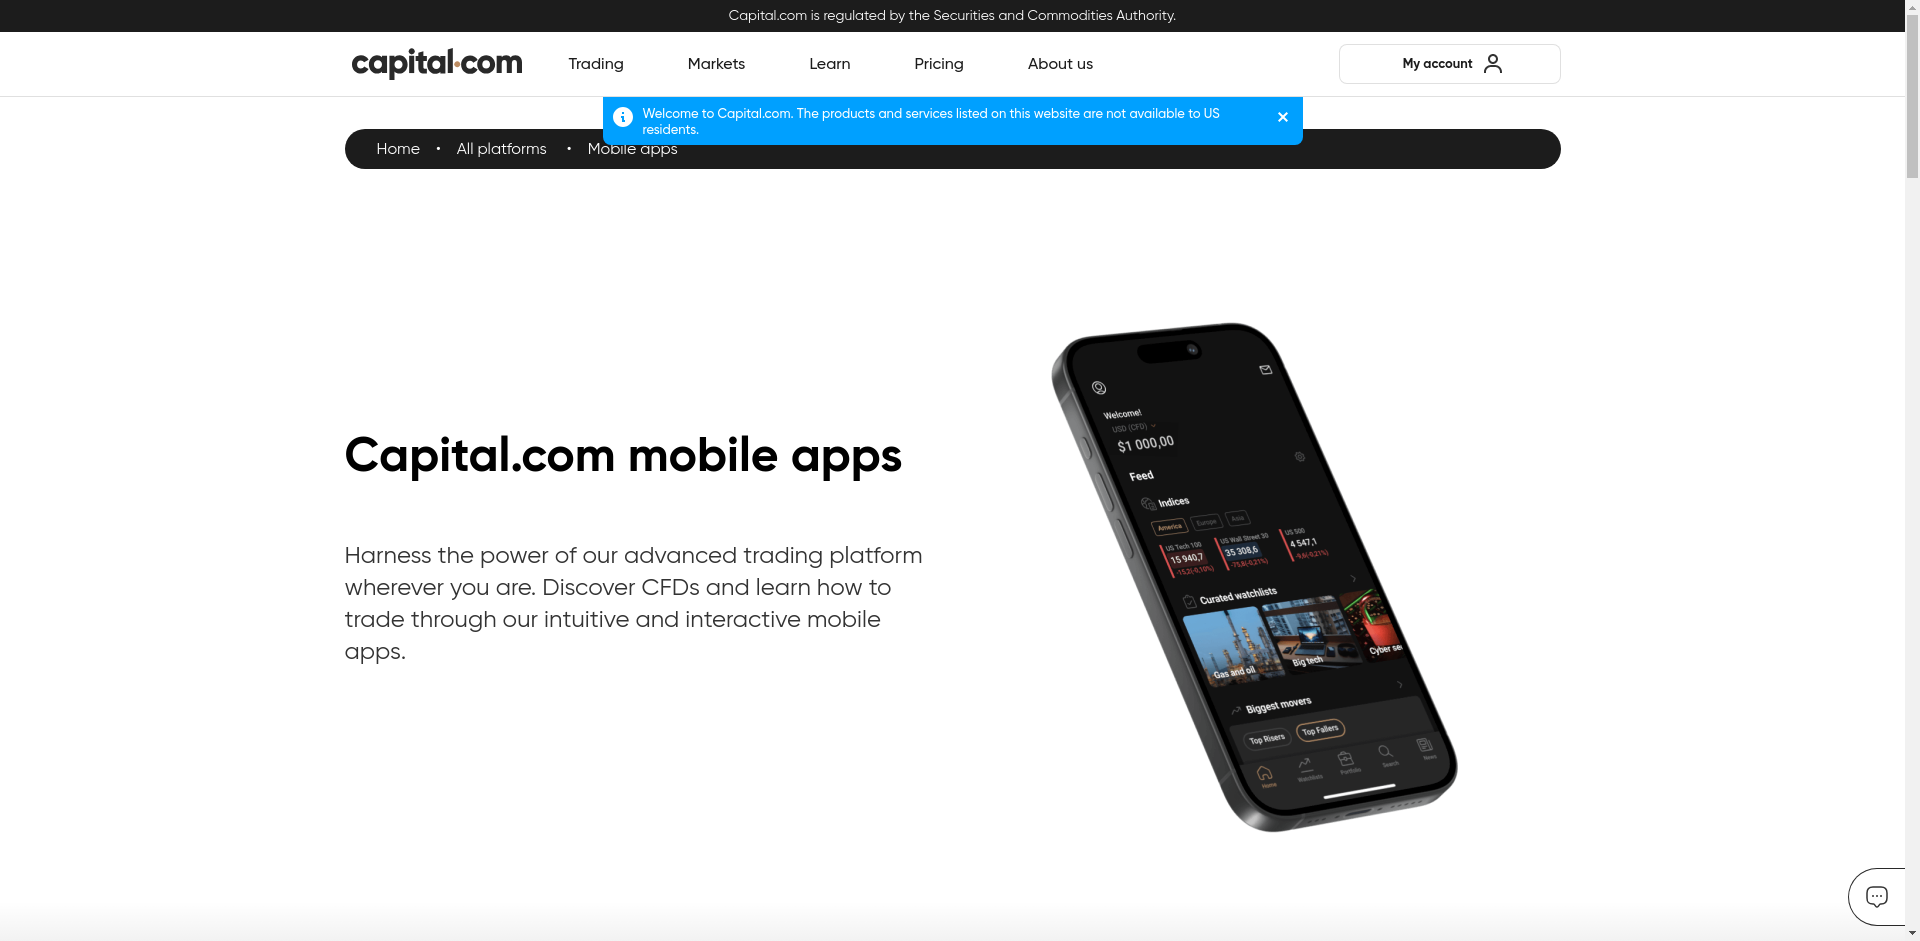 Capital.com is regulated by the Securities and Commodities Authority.
capital.com
Trading
Markets
Learn
Pricing
About us
My account
Welcome to Capital.com. The products and services listed on this website are not available to US
residents.
Home • All platforms • Mobile apps
Capital.com mobile apps
Harness the power of our advanced trading platform
wherever you are. Discover CFDs and learn how to
trade through our intuitive and interactive mobile
apps.
Welcome!
USD (CFD)
$1 000,00
Feed
Indices
America
Europe
Asia
US Tech 100
15 940,7
-15,2(-0,10%)
US Wall Street 30
35 308,6
-75,8(-0,21%)
US 500
4 547,1
-9,6(-0,21%)
Curated watchlists
Gas and oil
Big tech
Cyber se
Biggest movers
Top Risers
Top Fallers
Home
Watchlists
Portfolio
Search
News